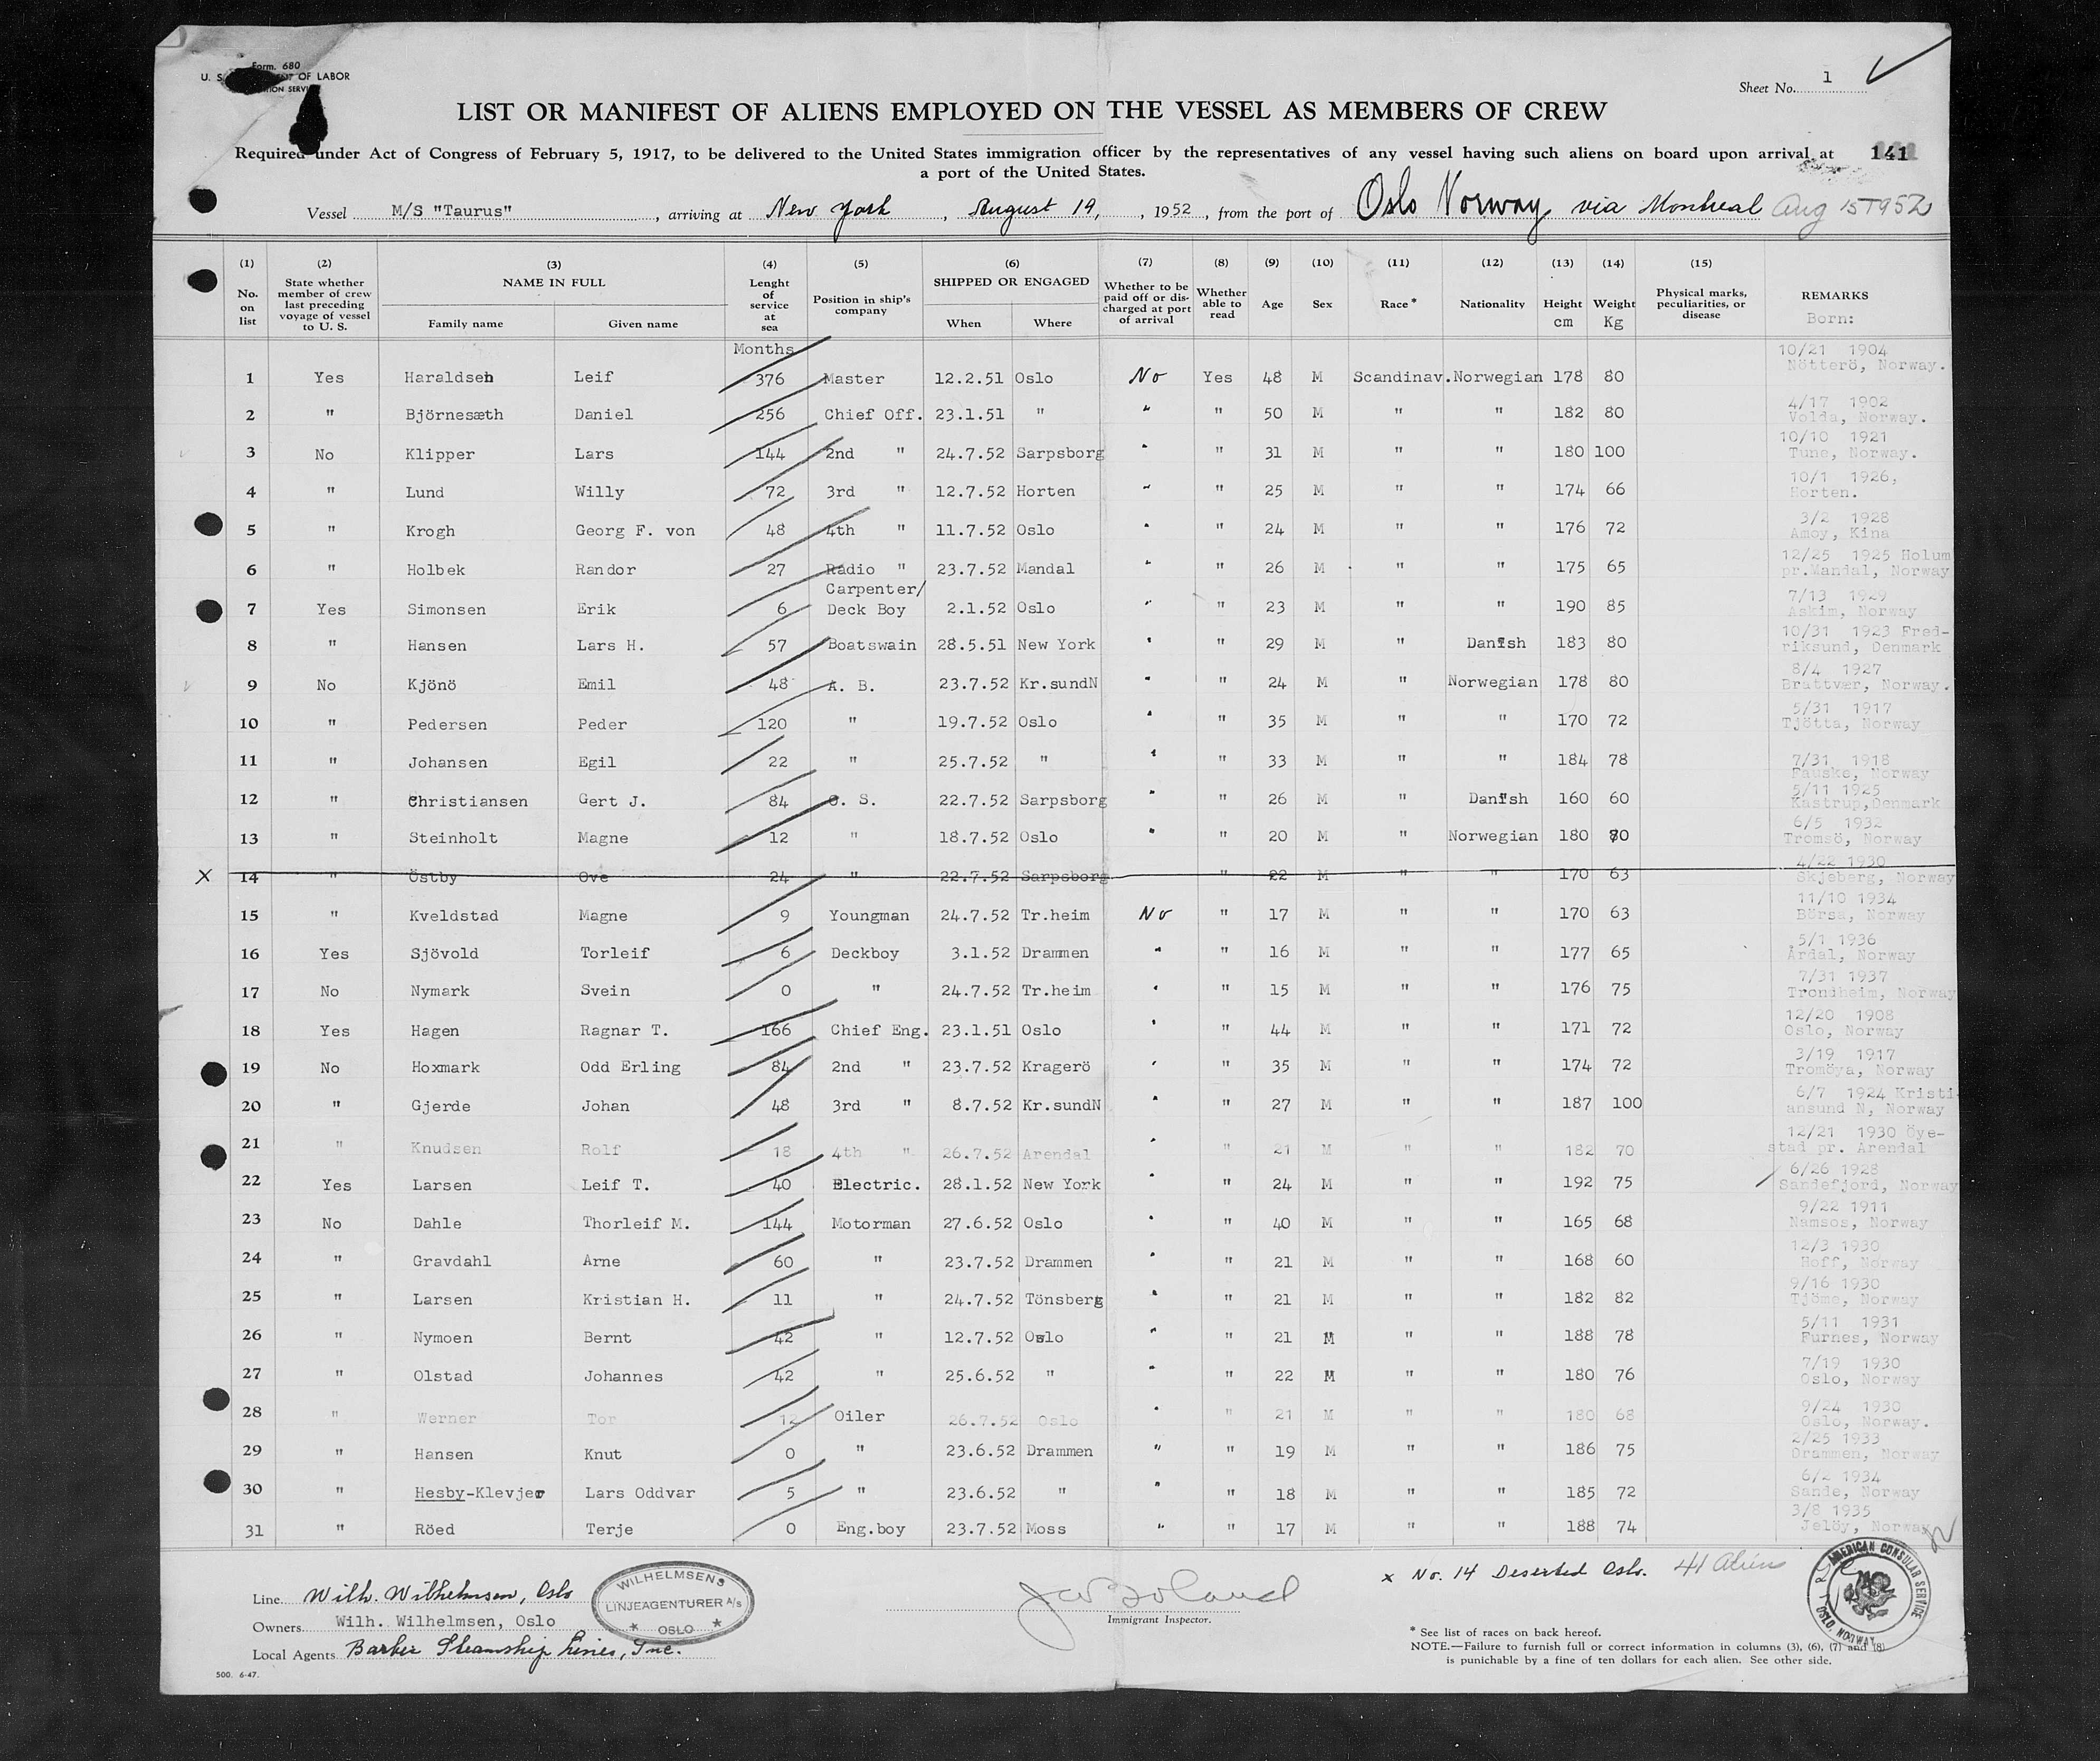 Form. 680
U. S. OF LABOR
Sheet No. 1
LIST OR MANIFEST OF ALIENS EMPLOYED ON THE VESSEL AS MEMBERS OF CREW
Required under Act of Congress of February 5, 1917, to be delivered to the United States immigration officer by the representatives of any vessel having such aliens on board upon arrival at 141
a port of the United States.
Vessel M/S "Taurus", arriving at New York, August 19, 1952, from the port of Oslo Norway via Montreal Aug 15 1952
(1) (2) (3) (4) (5) (6) (7) (8) (9) (10) (11) (12) (13) (14) (15)
No. on list State whether member of crew last preceding voyage of vessel to U. S. NAME IN FULL Family name Given name Lenght of service at sea Position in ship's company SHIPPED OR ENGAGED When Where Whether to be paid off or discharged at port of arrival Whether able to read Age Sex Race * Nationality Height cm Weight Kg Physical marks, peculiarities, or disease REMARKS Born:
Months
1 Yes Haraldsen Leif 376 Master 12.2.51 Oslo No Yes 48 M Scandinav. Norwegian 178 80 10/21 1904 Nötterö, Norway.
2 " Björnesæth Daniel 256 Chief Off. 23.1.51 " " " 50 M " " 182 80 4/17 1902 Volda, Norway.
3 No Klipper Lars 144 2nd " 24.7.52 Sarpsborg " " 31 M " " 180 100 10/10 1921 Tune, Norway.
4 " Lund Willy 72 3rd " 12.7.52 Horten " " 25 M " " 174 66 10/1 1926, Horten.
5 " Krogh Georg F. von 48 4th " 11.7.52 Oslo " " 24 M " " 176 72 3/2 1928 Amoy, Kina
6 " Holbek Randor 27 Radio " 23.7.52 Mandal " " 26 M " " 175 65 12/25 1925 Holum pr.Mandal, Norway
7 Yes Simonsen Erik 6 Carpenter/ Deck Boy 2.1.52 Oslo " " 23 M " " 190 85 7/13 1929 Askim, Norway
8 " Hansen Lars H. 57 Boatswain 28.5.51 New York " " 29 M " Danish 183 80 10/31 1923 Fredriksund, Denmark
9 No Kjönö Emil 48 A. B. 23.7.52 Kr.sundN " " 24 M " Norwegian 178 80 8/4 1927 Brattvær, Norway.
10 " Pedersen Peder 120 " 19.7.52 Oslo " " 35 M " " 170 72 5/31 1917 Tjötta, Norway
11 " Johansen Egil 22 " 25.7.52 " " " 33 M " " 184 78 7/31 1918 Fauske, Norway
12 " Christiansen Gert J. 84 O. S. 22.7.52 Sarpsborg " " 26 M " Danish 160 60 5/11 1925 Kastrup,Denmark
13 " Steinholt Magne 12 " 18.7.52 Oslo " " 20 M " Norwegian 180 80 6/5 1932 Tromsö, Norway
X 14 " Östby Ove 24 " 22.7.52 Sarpsborg " 22 M " " 170 63 4/22 1930 Skjeberg, Norway
15 " Kveldstad Magne 9 Youngman 24.7.52 Tr.heim No " 17 M " " 170 63 11/10 1934 Börsa, Norway
16 Yes Sjövold Torleif 6 Deckboy 3.1.52 Drammen " " 16 M " " 177 65 5/1 1936 Årdal, Norway
17 No Nymark Svein 0 " 24.7.52 Tr.heim " " 15 M " " 176 75 7/31 1937 Trondheim, Norway
18 Yes Hagen Ragnar T. 166 Chief Eng. 23.1.51 Oslo " " 44 M " " 171 72 12/20 1908 Oslo, Norway
19 No Hoxmark Odd Erling 84 2nd " 23.7.52 Kragerö " " 35 M " " 174 72 3/19 1917 Tromöya, Norway
20 " Gjerde Johan 48 3rd " 8.7.52 Kr.sundN " " 27 M " " 187 100 6/7 1924 Kristiansund N, Norway
21 " Knudsen Rolf 18 4th " 26.7.52 Arendal " " 21 M " " 182 70 12/21 1930 Öyestad pr. Arendal
22 Yes Larsen Leif T. 40 Electric. 28.1.52 New York " " 24 M " " 192 75 6/26 1928 Sandefjord, Norway
23 No Dahle Thorleif M. 144 Motorman 27.6.52 Oslo " " 40 M " " 165 68 9/22 1911 Namsos, Norway
24 " Gravdahl Arne 60 " 23.7.52 Drammen " " 21 M " " 168 60 12/3 1930 Hoff, Norway
25 " Larsen Kristian H. 11 " 24.7.52 Tönsberg " " 21 M " " 182 82 9/16 1930 Tjöme, Norway
26 " Nymoen Bernt 42 " 12.7.52 Oslo " " 21 M " " 188 78 5/11 1931 Furnes, Norway
27 " Olstad Johannes 42 " 25.6.52 " " " 22 M " " 180 76 7/19 1930 Oslo, Norway
28 " Werner Tor 12 Oiler 26.7.52 Oslo " " 21 M " " 180 68 9/24 1930 Oslo, Norway.
29 " Hansen Knut 0 " 23.6.52 Drammen " " 19 M " " 186 75 2/25 1933 Drammen, Norway
30 " Hesby-Klevjer Lars Oddvar 5 " 23.6.52 " " " 18 M " " 185 72 6/2 1934 Sande, Norway
31 " Röed Terje 0 Eng.boy 23.7.52 Moss " " 17 M " " 188 74 3/8 1935 Jelöy, Norway
x No. 14 Deserted Oslo. 41 Aliens
Line Wilh. Wilhelmsen, Oslo
Owners Wilh. Wilhelmsen, Oslo
Local Agents Barber Steamship Lines, Inc.
WILHELMSENS LINJEAGENTURER A/S * OSLO *
Immigrant Inspector.
AMERICAN CONSULAR SERVICE OSLO, NORWAY
* See list of races on back hereof.
NOTE.—Failure to furnish full or correct information in columns (3), (6), (7) and (8)
is punishable by a fine of ten dollars for each alien. See other side.
500. 6-47.